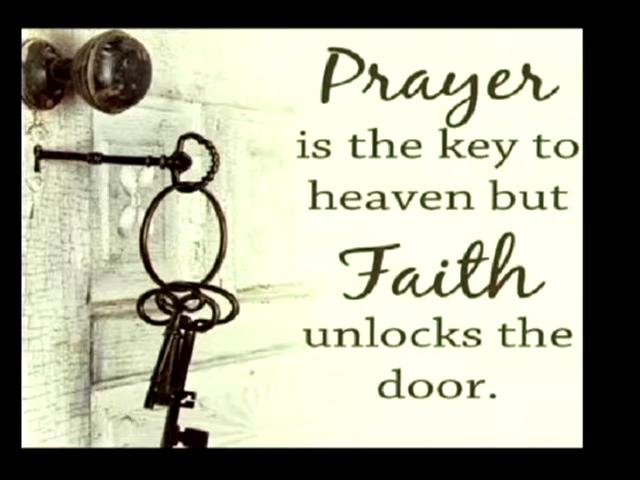 Prayer
is the key to
heaven but
Faith
unlocks the
door.